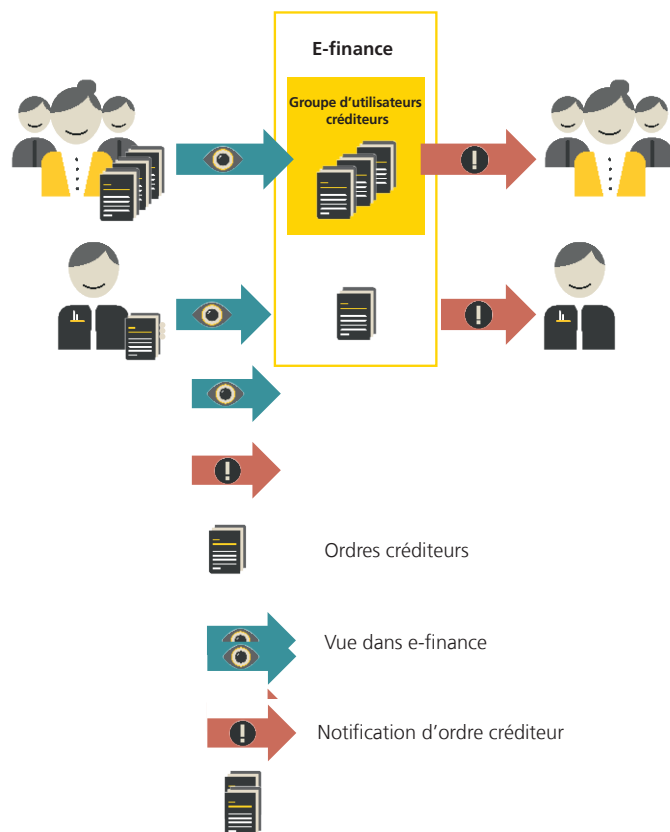 E-finance
Groupe d’utilisateurs
créditeurs
Ordres créditeurs
Vue dans e-finance
Notification d’ordre créditeur